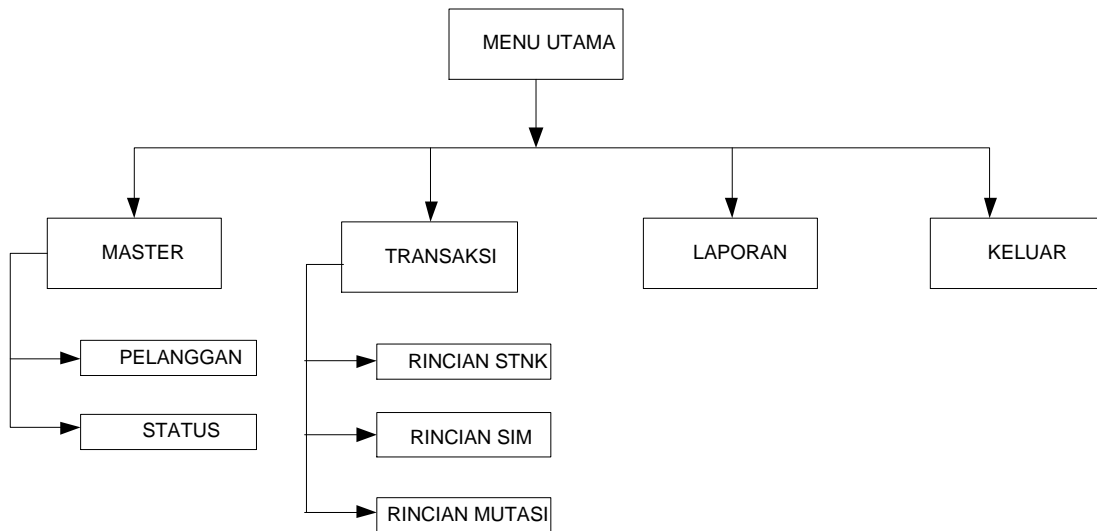 MENU UTAMA
MASTER
TRANSAKSI
LAPORAN
KELUAR
PELANGGAN
RINCIAN STNK
STATUS
RINCIAN SIM
RINCIAN MUTASI